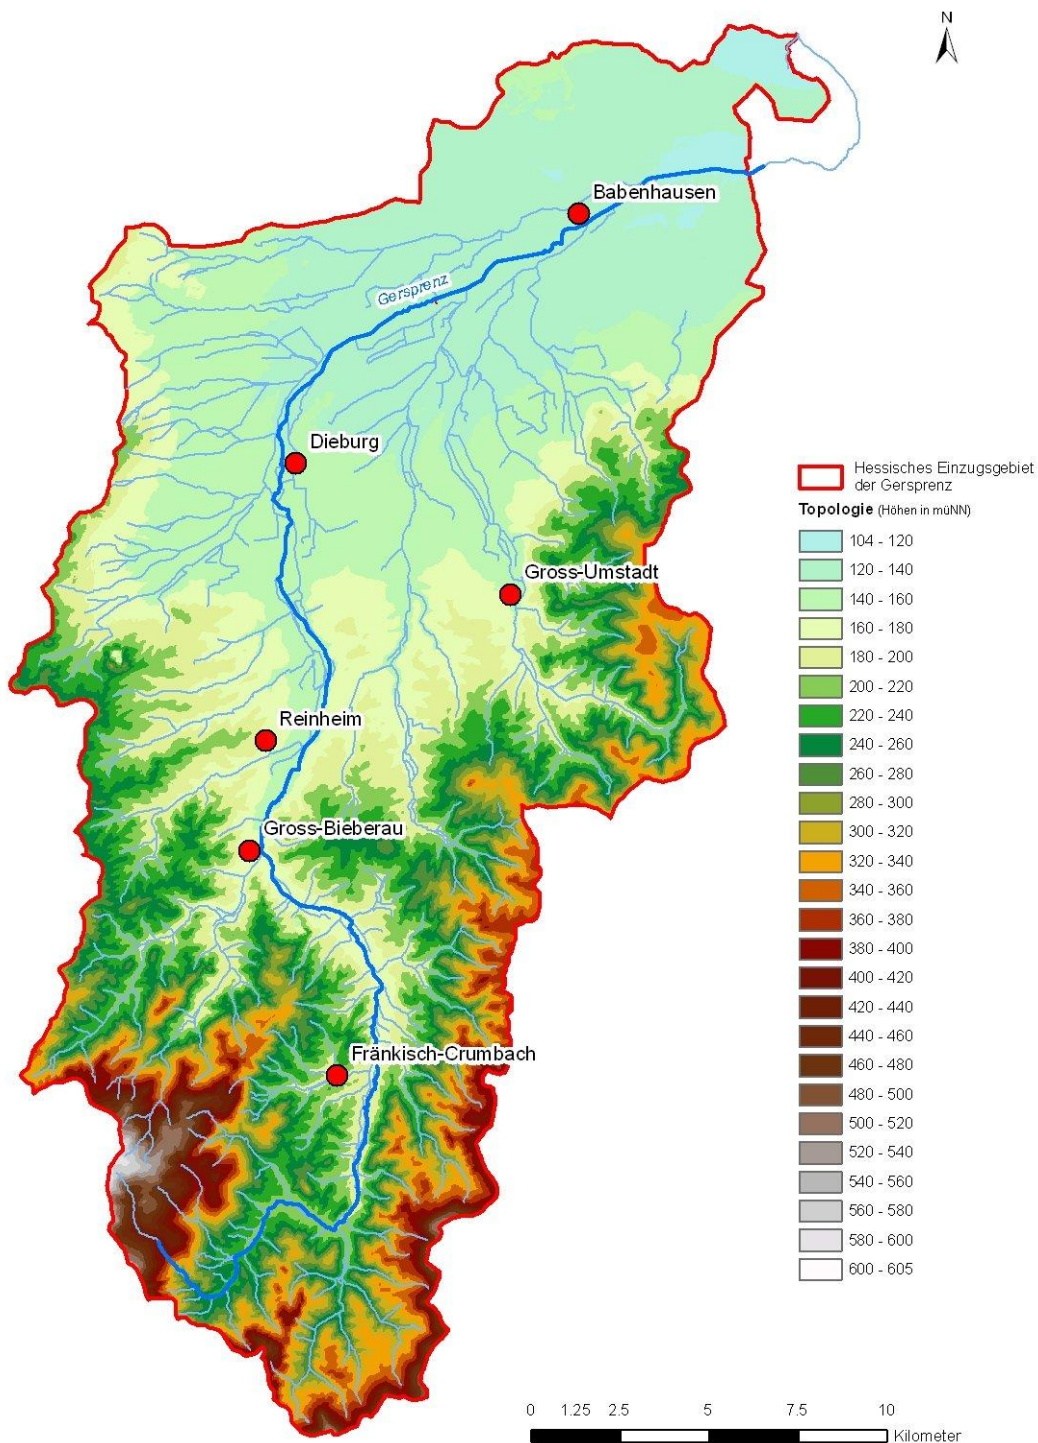 N
Babenhausen
Gersprenz
Dieburg
Hessisches Einzugsgebiet
der Gersprenz
Topologie (Höhen in müNN)
104 - 120
120 - 140
140 - 160
160 - 180
180 - 200
200 - 220
220 - 240
240 - 260
260 - 280
280 - 300
300 - 320
320 - 340
340 - 360
360 - 380
380 - 400
400 - 420
420 - 440
440 - 460
460 - 480
480 - 500
500 - 520
520 - 540
540 - 560
560 - 580
580 - 600
600 - 605
Gross-Umstadt
Reinheim
Gross-Bieberau
Fränkisch-Crumbach
0 1.25 2.5 5 7.5 10
Kilometer